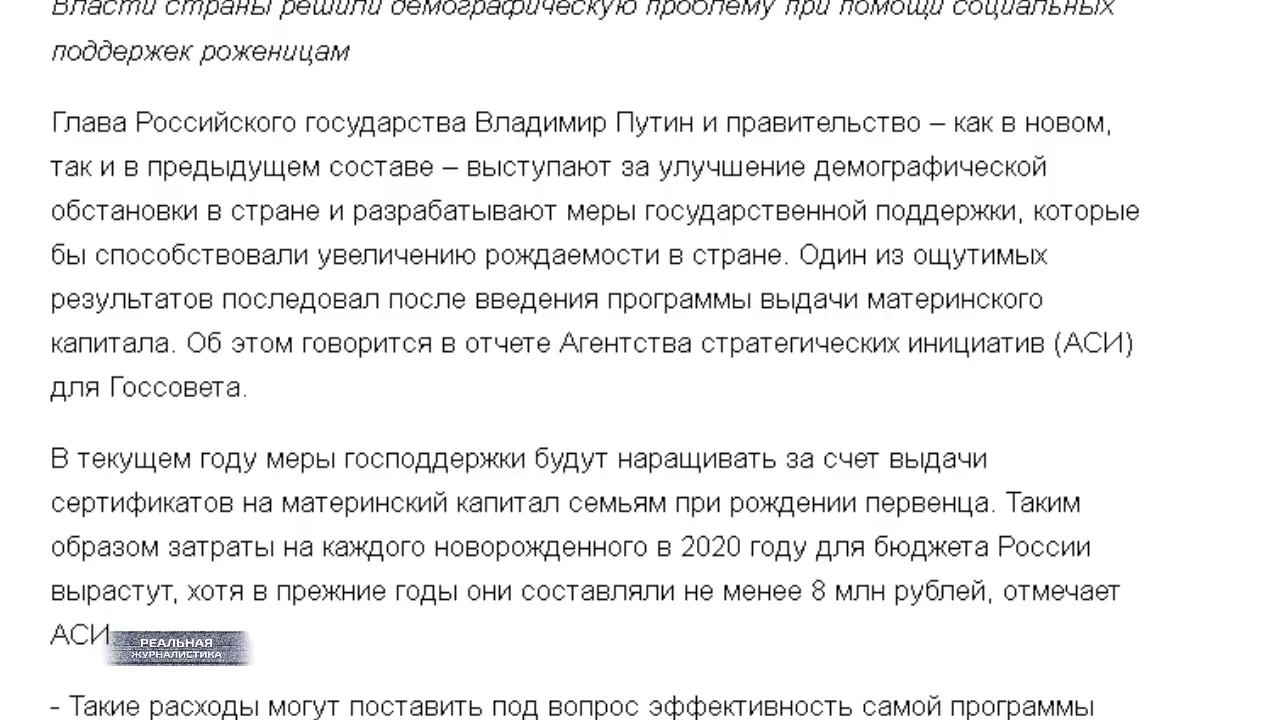 Власти страны решили демографическую проблему при помощи социальных
поддержек роженицам
Глава Российского государства Владимир Путин и правительство – как в новом,
так и в предыдущем составе – выступают за улучшение демографической
обстановки в стране и разрабатывают меры государственной поддержки, которые
бы способствовали увеличению рождаемости в стране. Один из ощутимых
результатов последовал после введения программы выдачи материнского
капитала. Об этом говорится в отчете Агентства стратегических инициатив (АСИ)
для Госсовета.
В текущем году меры господдержки будут наращивать за счет выдачи
сертификатов на материнский капитал семьям при рождении первенца. Таким
образом затраты на каждого новорожденного в 2020 году для бюджета России
вырастут, хотя в прежние годы они составляли не менее 8 млн рублей, отмечает
АСИ
РЕАЛЬНАЯ
ЖУРНАЛИСТИКА
- Такие расходы могут поставить под вопрос эффективность самой программы